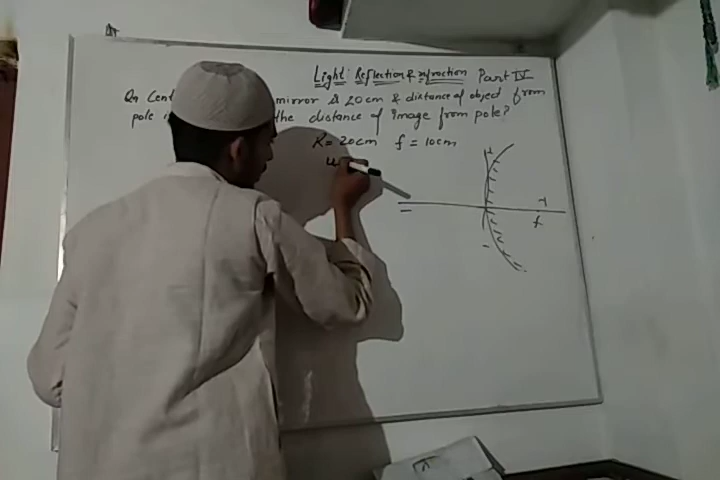 Light: Reflection & refraction Part IV
Qn Cent mirror is 20cm & distance of object from
pole the distance of image from pole?
R = 20cm f = 10cm
u
f